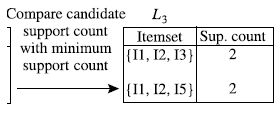 Compare candidate
support count
with minimum
support count
L3
Itemset Sup. count
{I1, I2, I3} 2
{I1, I2, I5} 2